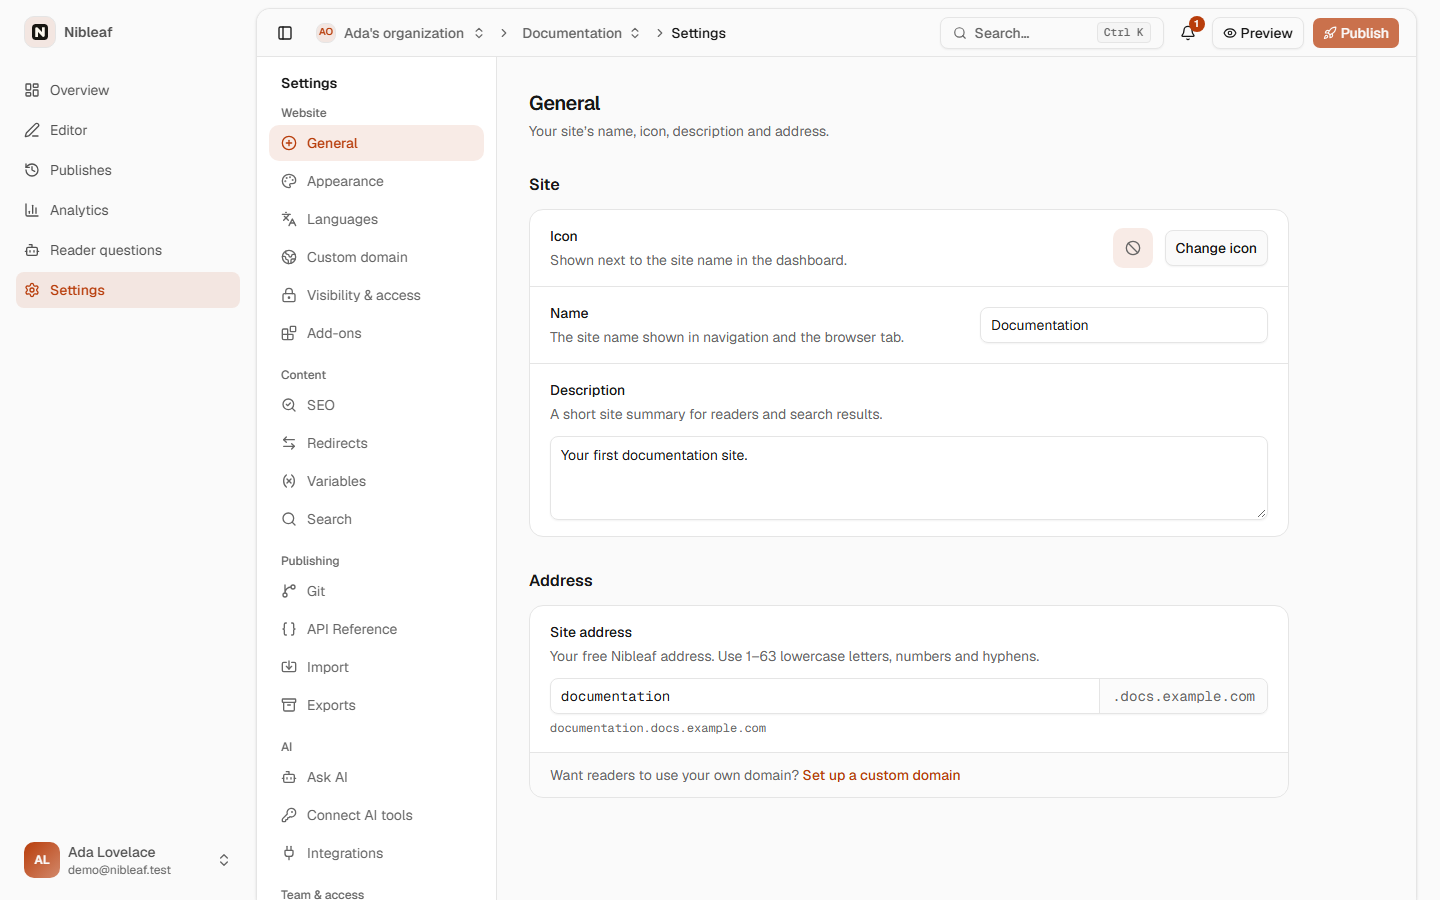 Nibleaf
Overview
Editor
Publishes
Analytics
Reader questions
Settings
AL
Ada Lovelace
demo@nibleaf.test
AO Ada's organization Documentation Settings
Search... Ctrl K
1
Preview
Publish
Settings
Website
General
Appearance
Languages
Custom domain
Visibility & access
Add-ons
Content
SEO
Redirects
Variables
Search
Publishing
Git
API Reference
Import
Exports
AI
Ask AI
Connect AI tools
Integrations
Team & access
General
Your site's name, icon, description and address.
Site
Icon
Shown next to the site name in the dashboard.
Change icon
Name
The site name shown in navigation and the browser tab.
Documentation
Description
A short site summary for readers and search results.
Your first documentation site.
Address
Site address
Your free Nibleaf address. Use 1–63 lowercase letters, numbers and hyphens.
documentation .docs.example.com
documentation.docs.example.com
Want readers to use your own domain? Set up a custom domain